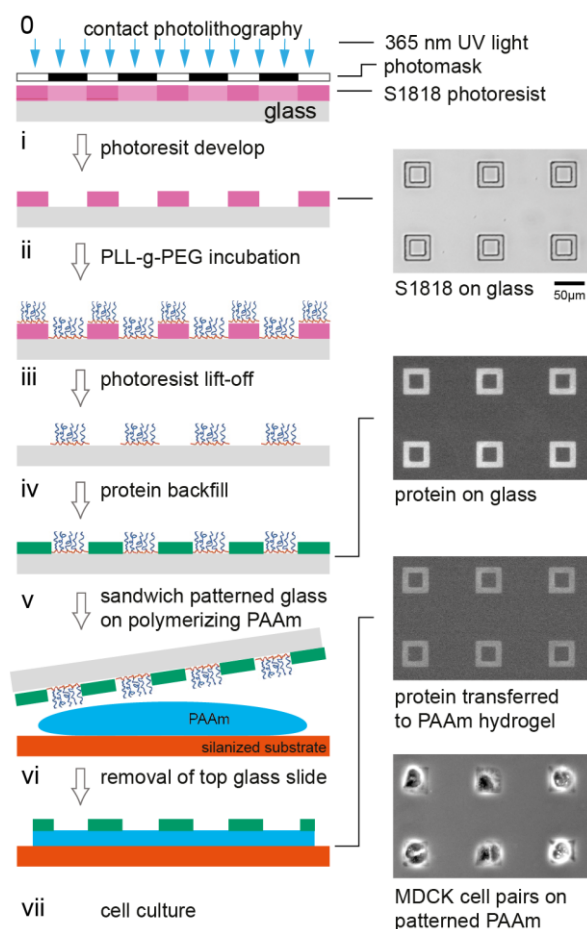 0
contact photolithography
365 nm UV light
photomask
S1818 photoresist
glass
i
photoresit develop
ii
PLL-g-PEG incubation
S1818 on glass
50µm
iii
photoresist lift-off
iv
protein backfill
protein on glass
v
sandwich patterned glass
on polymerizing PAAm
PAAm
silanized substrate
protein transferred
to PAAm hydrogel
vi
removal of top glass slide
vii
cell culture
MDCK cell pairs on
patterned PAAm